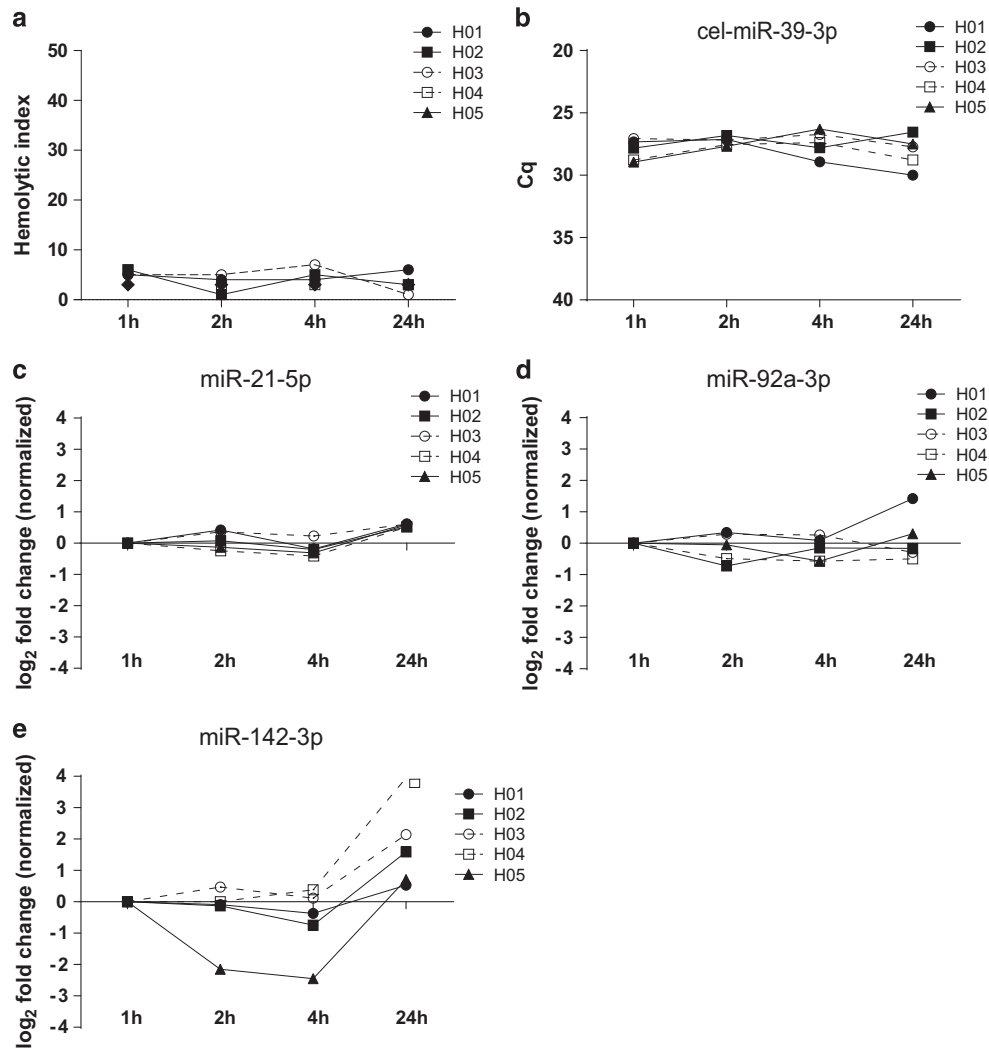 a
Hemolytic index
50
40
30
20
10
0
1h 2h 4h 24h
H01
H02
H03
H04
H05
b
cel-miR-39-3p
Cq
20
25
30
35
40
1h 2h 4h 24h
H01
H02
H03
H04
H05
c
miR-21-5p
log2 fold change (normalized)
4
3
2
1
0
-1
-2
-3
-4
1h 2h 4h 24h
H01
H02
H03
H04
H05
d
miR-92a-3p
log2 fold change (normalized)
4
3
2
1
0
-1
-2
-3
-4
1h 2h 4h 24h
H01
H02
H03
H04
H05
e
miR-142-3p
log2 fold change (normalized)
4
3
2
1
0
-1
-2
-3
-4
1h 2h 4h 24h
H01
H02
H03
H04
H05